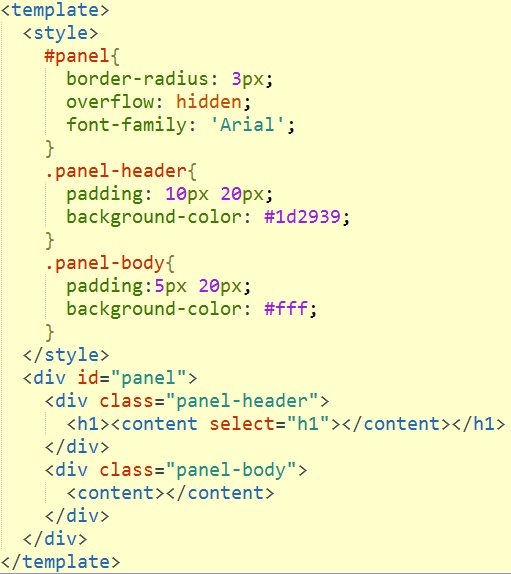 <template>
<style>
#panel{
border-radius: 3px;
overflow: hidden;
font-family: 'Arial';
}
.panel-header{
padding: 10px 20px;
background-color: #1d2939;
}
.panel-body{
padding:5px 20px;
background-color: #fff;
}
</style>
<div id="panel">
<div class="panel-header">
<h1><content select="h1"></content></h1>
</div>
<div class="panel-body">
<content></content>
</div>
</div>
</template>